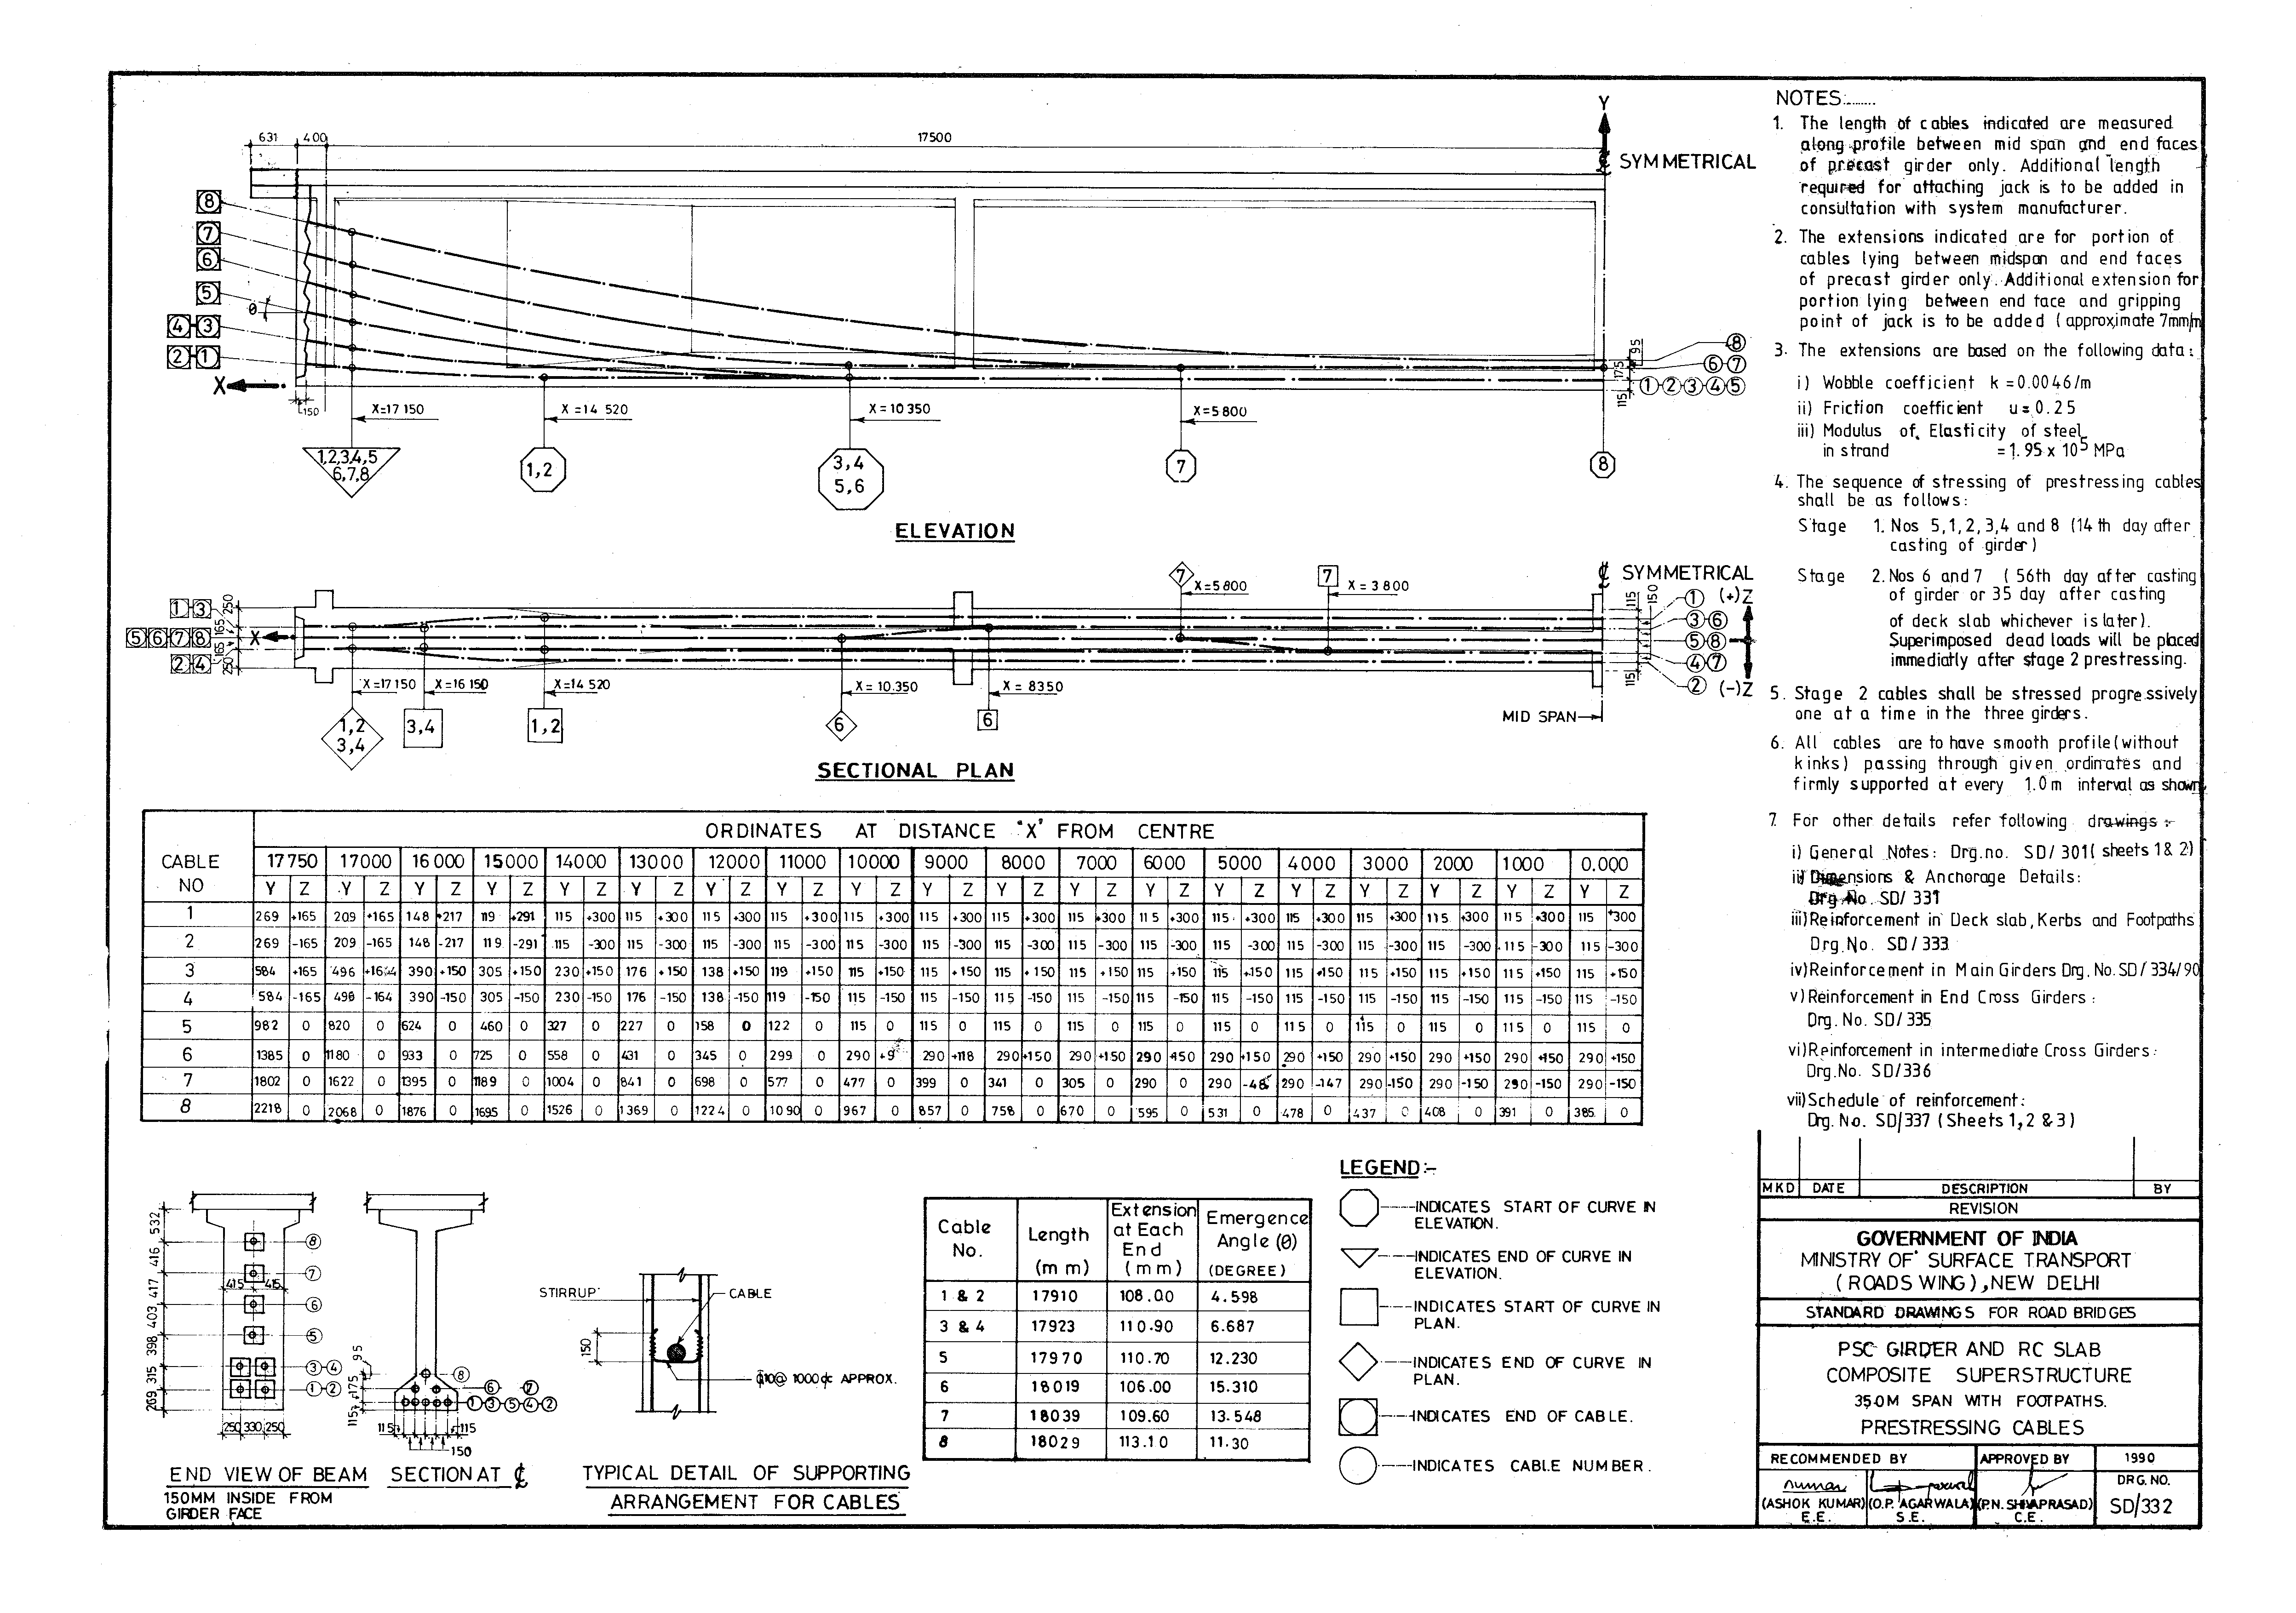 631 400 17500
Y
℄ SYMMETRICAL
8
7
6
5
θ
4 3
2 1
X
150
X=17150
X=14 520
X=10350
X=5800
95
175
115
8
6 7
1 2 3 4 5
1,2,3,4,5
6,7,8
1,2
3,4
5,6
7
8
ELEVATION
7 X=5800
7 X=3800
℄ SYMMETRICAL
1 3
5 6 7 8
2 4
250
165
165
250
X
115
150
115
1 (+)Z
3 6
5 8
4 7
2 (-)Z
X=17150 X=16150 X=14520 X=10.350 X=8350
1,2
3,4
3,4
1,2
6
6
MID SPAN
SECTIONAL PLAN
CABLE NO
ORDINATES AT DISTANCE 'X' FROM CENTRE
17750 17000 16000 15000 14000 13000 12000 11000 10000 9000 8000 7000 6000 5000 4000 3000 2000 1000 0.000
Y Z Y Z Y Z Y Z Y Z Y Z Y Z Y Z Y Z Y Z Y Z Y Z Y Z Y Z Y Z Y Z Y Z Y Z Y Z
1 269 +165 209 +165 148 +217 119 +291 115 +300 115 +300 115 +300 115 +300 115 +300 115 +300 115 +300 115 +300 115 +300 115 +300 115 +300 115 +300 115 +300 115 +300 115 +300
2 269 -165 209 -165 148 -217 119 -291 115 -300 115 -300 115 -300 115 -300 115 -300 115 -300 115 -300 115 -300 115 -300 115 -300 115 -300 115 -300 115 -300 115 -300 115 -300
3 584 +165 496 +164 390 +150 305 +150 230 +150 176 +150 138 +150 119 +150 115 +150 115 +150 115 +150 115 +150 115 +150 115 +150 115 +150 115 +150 115 +150 115 +150 115 +150
4 584 -165 496 -164 390 -150 305 -150 230 -150 176 -150 138 -150 119 -150 115 -150 115 -150 115 -150 115 -150 115 -150 115 -150 115 -150 115 -150 115 -150 115 -150 115 -150
5 982 0 820 0 624 0 460 0 327 0 227 0 158 0 122 0 115 0 115 0 115 0 115 0 115 0 115 0 115 0 115 0 115 0 115 0 115 0
6 1385 0 1180 0 933 0 725 0 558 0 431 0 345 0 299 0 290 +9 290 +118 290 +150 290 +150 290 +150 290 +150 290 +150 290 +150 290 +150 290 +150 290 +150
7 1802 0 1622 0 1395 0 1189 0 1004 0 841 0 698 0 577 0 477 0 399 0 341 0 305 0 290 0 290 -48 290 -147 290 -150 290 -150 290 -150 290 -150
8 2218 0 2068 0 1876 0 1695 0 1526 0 1369 0 1224 0 1090 0 967 0 857 0 758 0 670 0 595 0 531 0 478 0 437 0 408 0 391 0 385 0
532
416
417
403
398
315
269
415 415
8
7
6
5
3 4
1 2
250 330 250
END VIEW OF BEAM
150MM INSIDE FROM
GIRDER FACE
95
175
115
8
6 7
1 3 5 4 2
115 115
150
SECTION AT ℄
STIRRUP
CABLE
150
φ10@ 1000c/c APPROX.
TYPICAL DETAIL OF SUPPORTING
ARRANGEMENT FOR CABLES
Cable No. Length (mm) Extension at Each End (mm) Emergence Angle (θ) (DEGREE)
1 & 2 17910 108.00 4.598
3 & 4 17923 110.90 6.687
5 17970 110.70 12.230
6 18019 106.00 15.310
7 18039 109.60 13.548
8 18029 113.10 11.30
LEGEND:-
INDICATES START OF CURVE IN
ELEVATION.
INDICATES END OF CURVE IN
ELEVATION.
INDICATES START OF CURVE IN
PLAN.
INDICATES END OF CURVE IN
PLAN.
INDICATES END OF CABLE.
INDICATES CABLE NUMBER.
NOTES:......
1. The length of cables indicated are measured
along profile between mid span and end faces
of precast girder only. Additional length
required for attaching jack is to be added in
consultation with system manufacturer.
2. The extensions indicated are for portion of
cables lying between midspan and end faces
of precast girder only. Additional extension for
portion lying between end face and gripping
point of jack is to be added (approximate 7mm/m
3. The extensions are based on the following data:
i) Wobble coefficient k =0.0046/m
ii) Friction coefficient u=0.25
iii) Modulus of Elasticity of steel
in strand =1.95 x 10⁵ MPa
4. The sequence of stressing of prestressing cables
shall be as follows:
Stage 1. Nos 5,1,2,3,4 and 8 (14 th day after
casting of girder)
Stage 2. Nos 6 and 7 (56th day after casting
of girder or 35 day after casting
of deck slab whichever is later).
Superimposed dead loads will be placed
immediatly after stage 2 prestressing.
5. Stage 2 cables shall be stressed progressively
one at a time in the three girders.
6. All cables are to have smooth profile(without
kinks) passing through given ordinates and
firmly supported at every 1.0m interval as shown
7. For other details refer following drawings :-
i) General Notes: Drg.no. SD/301( sheets 1& 2)
ii) Dimensions & Anchorage Details:
Drg No. SD/ 331
iii)Reinforcement in Deck slab,Kerbs and Footpaths
Drg.No. SD/333
iv)Reinforcement in Main Girders Drg.No.SD/334/90
v)Reinforcement in End Cross Girders:
Drg.No. SD/335
vi)Reinforcement in intermediate Cross Girders:
Drg.No. SD/336
vii)Schedule of reinforcement:
Drg.No. SD/337 (Sheets 1,2 & 3)
MKD DATE DESCRIPTION BY
REVISION
GOVERNMENT OF INDIA
MINISTRY OF SURFACE TRANSPORT
(ROADS WING),NEW DELHI
STANDARD DRAWINGS FOR ROAD BRIDGES
PSC GIRDER AND RC SLAB
COMPOSITE SUPERSTRUCTURE
35.0M SPAN WITH FOOTPATHS.
PRESTRESSING CABLES
RECOMMENDED BY APPROVED BY 1990
DRG. NO.
SD/332
(ASHOK KUMAR) (O.P. AGARWALA) (P.N. SHIVAPRASAD)
E.E. S.E. C.E.